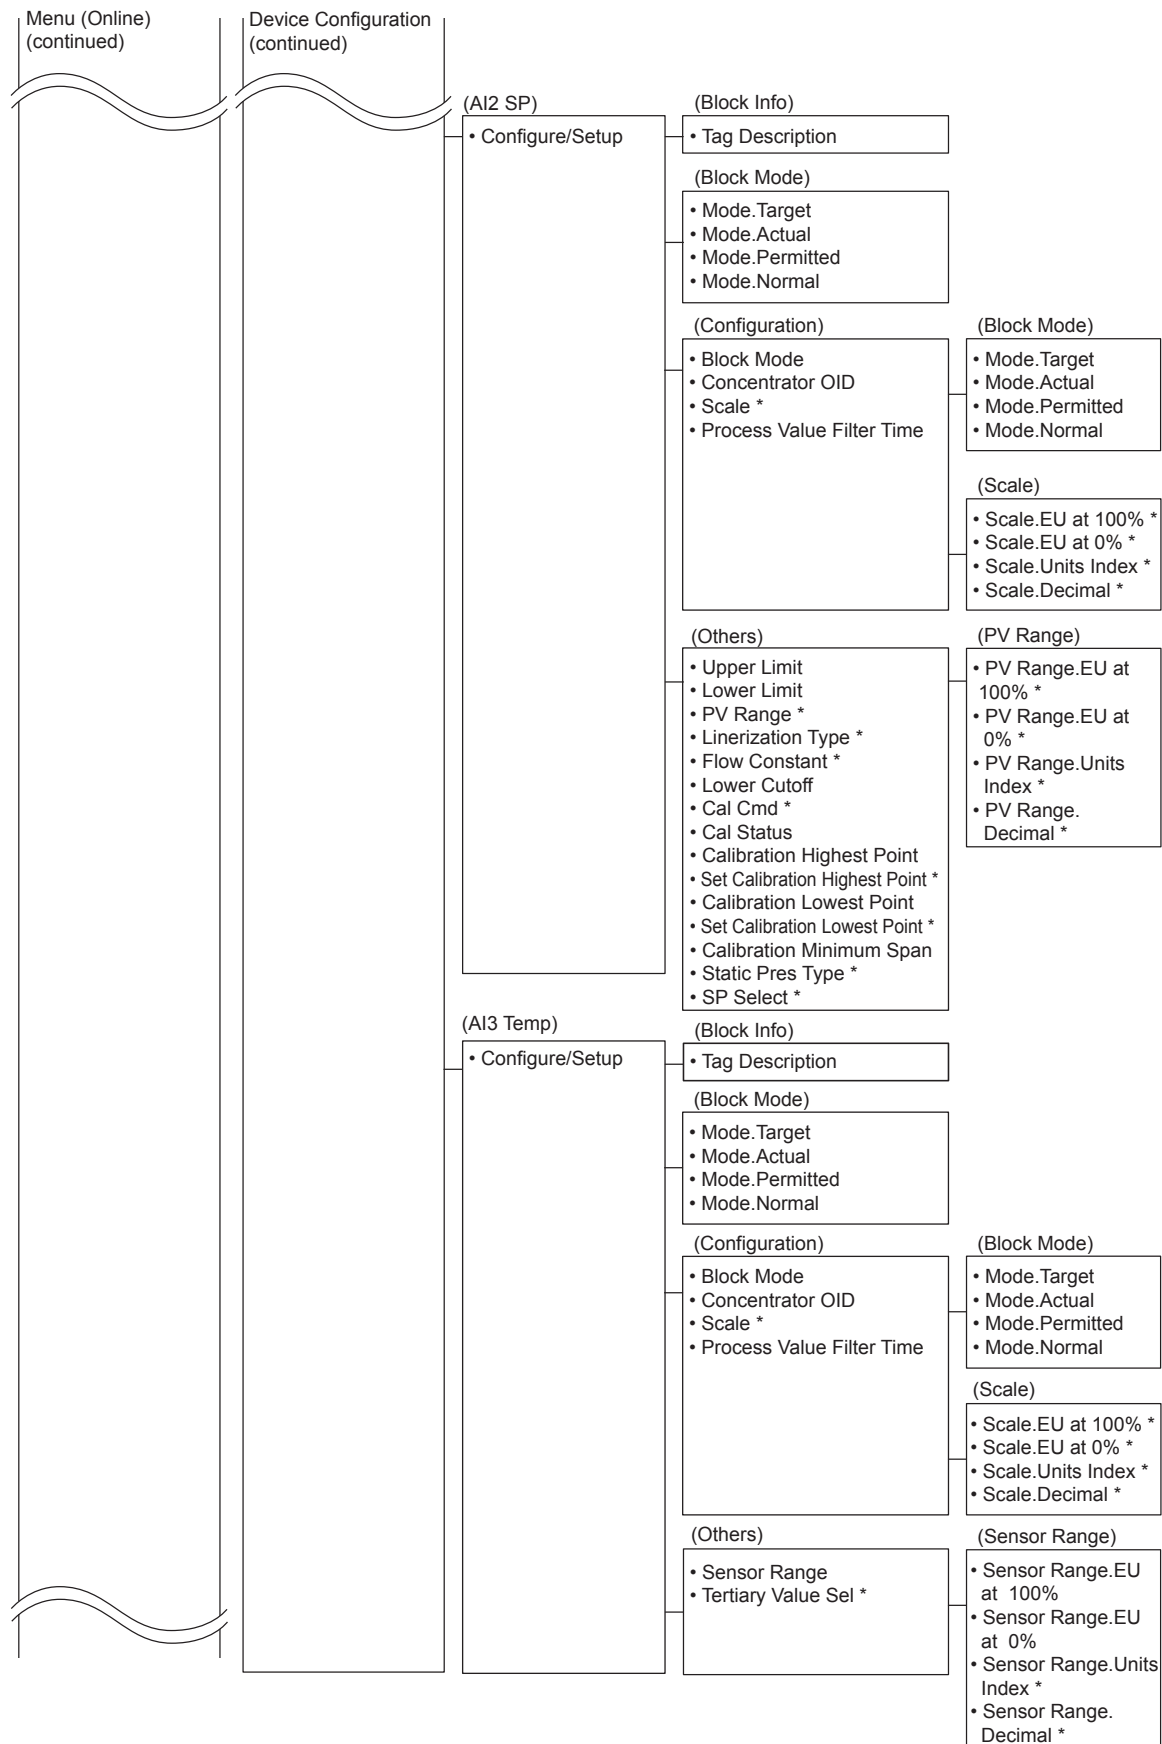 Menu (Online)
(continued)
Device Configuration
(continued)
(AI2 SP)
• Configure/Setup
(Block Info)
• Tag Description
(Block Mode)
• Mode.Target
• Mode.Actual
• Mode.Permitted
• Mode.Normal
(Configuration)
• Block Mode
• Concentrator OID
• Scale *
• Process Value Filter Time
(Block Mode)
• Mode.Target
• Mode.Actual
• Mode.Permitted
• Mode.Normal
(Scale)
• Scale.EU at 100% *
• Scale.EU at 0% *
• Scale.Units Index *
• Scale.Decimal *
(Others)
• Upper Limit
• Lower Limit
• PV Range *
• Linerization Type *
• Flow Constant *
• Lower Cutoff
• Cal Cmd *
• Cal Status
• Calibration Highest Point
• Set Calibration Highest Point *
• Calibration Lowest Point
• Set Calibration Lowest Point *
• Calibration Minimum Span
• Static Pres Type *
• SP Select *
(PV Range)
• PV Range.EU at
100% *
• PV Range.EU at
0% *
• PV Range.Units
Index *
• PV Range.
Decimal *
(AI3 Temp)
• Configure/Setup
(Block Info)
• Tag Description
(Block Mode)
• Mode.Target
• Mode.Actual
• Mode.Permitted
• Mode.Normal
(Configuration)
• Block Mode
• Concentrator OID
• Scale *
• Process Value Filter Time
(Block Mode)
• Mode.Target
• Mode.Actual
• Mode.Permitted
• Mode.Normal
(Scale)
• Scale.EU at 100% *
• Scale.EU at 0% *
• Scale.Units Index *
• Scale.Decimal *
(Others)
• Sensor Range
• Tertiary Value Sel *
(Sensor Range)
• Sensor Range.EU
at 100%
• Sensor Range.EU
at 0%
• Sensor Range.Units
Index *
• Sensor Range.
Decimal *